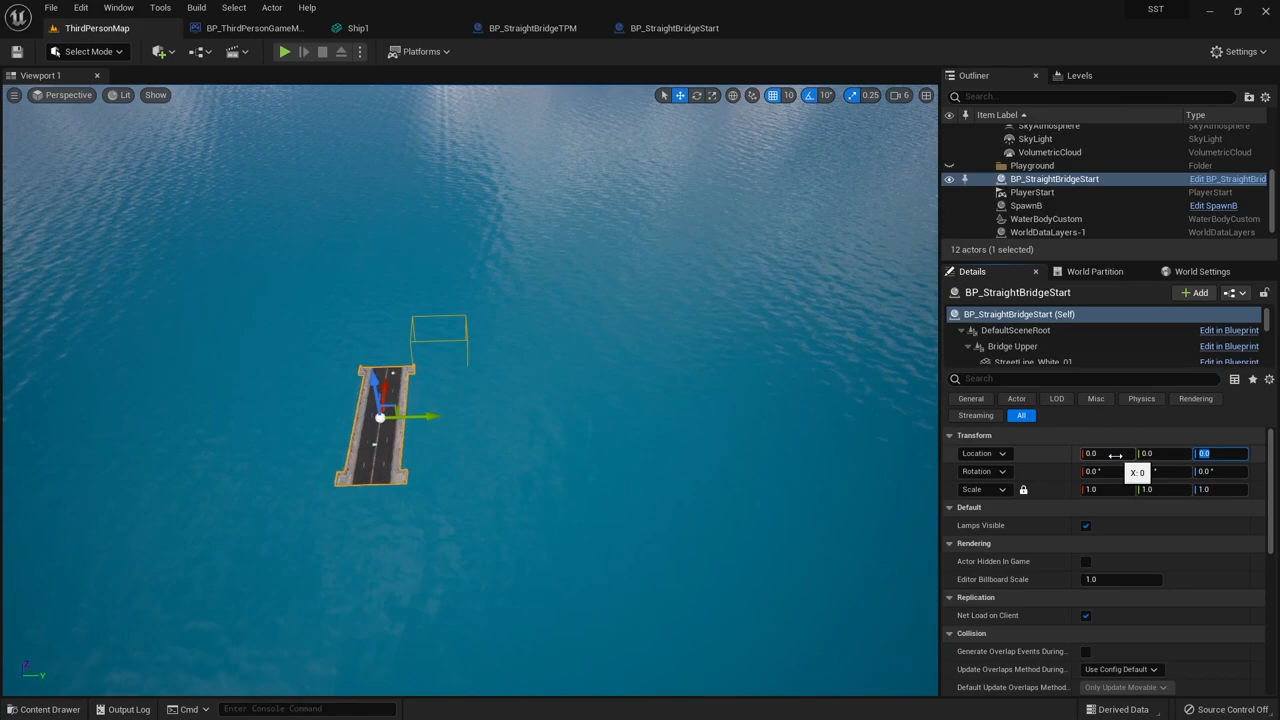 File Edit Window Tools Build Select Actor Help
SST
ThirdPersonMap BP_ThirdPersonGameM... Ship1 BP_StraightBridgeTPM BP_StraightBridgeStart
Select Mode Platforms Settings
Viewport 1
Perspective Lit Show 10 10° 0.25 6
Z
Y
Outliner Levels
Search...
Item Label Type
SkyAtmosphere SkyAtmosphere
SkyLight SkyLight
VolumetricCloud VolumetricCloud
Playground Folder
BP_StraightBridgeStart Edit BP_StraightBrid
PlayerStart PlayerStart
SpawnB Edit SpawnB
WaterBodyCustom WaterBodyCustom
WorldDataLayers-1 WorldDataLayers
12 actors (1 selected)
Details World Partition World Settings
BP_StraightBridgeStart Add
BP_StraightBridgeStart (Self)
DefaultSceneRoot Edit in Blueprint
Bridge Upper Edit in Blueprint
StreetLine_White_01 Edit in Blueprint
Search
General Actor LOD Misc Physics Rendering
Streaming All
Transform
Location 0.0 0.0 0.0
X: 0
Rotation 0.0 ° ° 0.0 °
Scale 1.0 1.0 1.0
Default
Lamps Visible
Rendering
Actor Hidden In Game
Editor Billboard Scale 1.0
Replication
Net Load on Client
Collision
Generate Overlap Events During...
Update Overlaps Method During... Use Config Default
Default Update Overlaps Method... Only Update Movable
Content Drawer Output Log Cmd Enter Console Command Derived Data Source Control Off